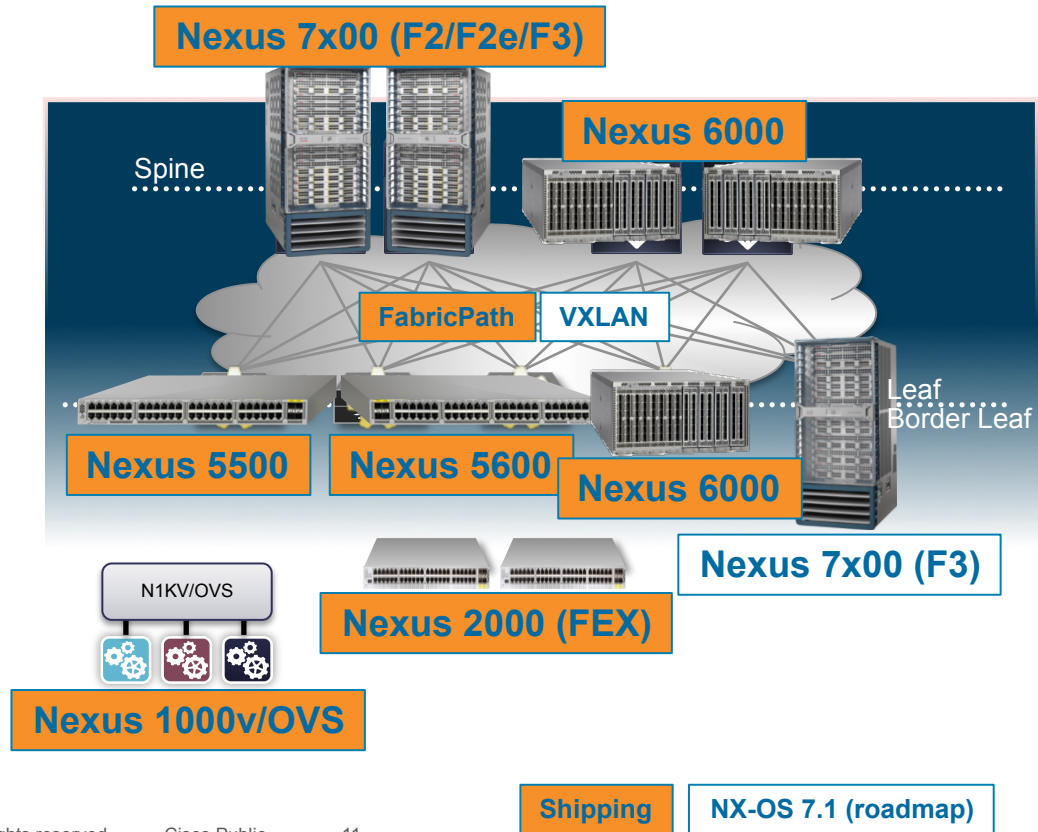 Nexus 7x00 (F2/F2e/F3)
Nexus 6000
Spine
FabricPath
VXLAN
Leaf
Border Leaf
Nexus 5500
Nexus 5600
Nexus 6000
Nexus 7x00 (F3)
N1KV/OVS
Nexus 2000 (FEX)
Nexus 1000v/OVS
Shipping
NX-OS 7.1 (roadmap)
reserved
Cisco Public
11